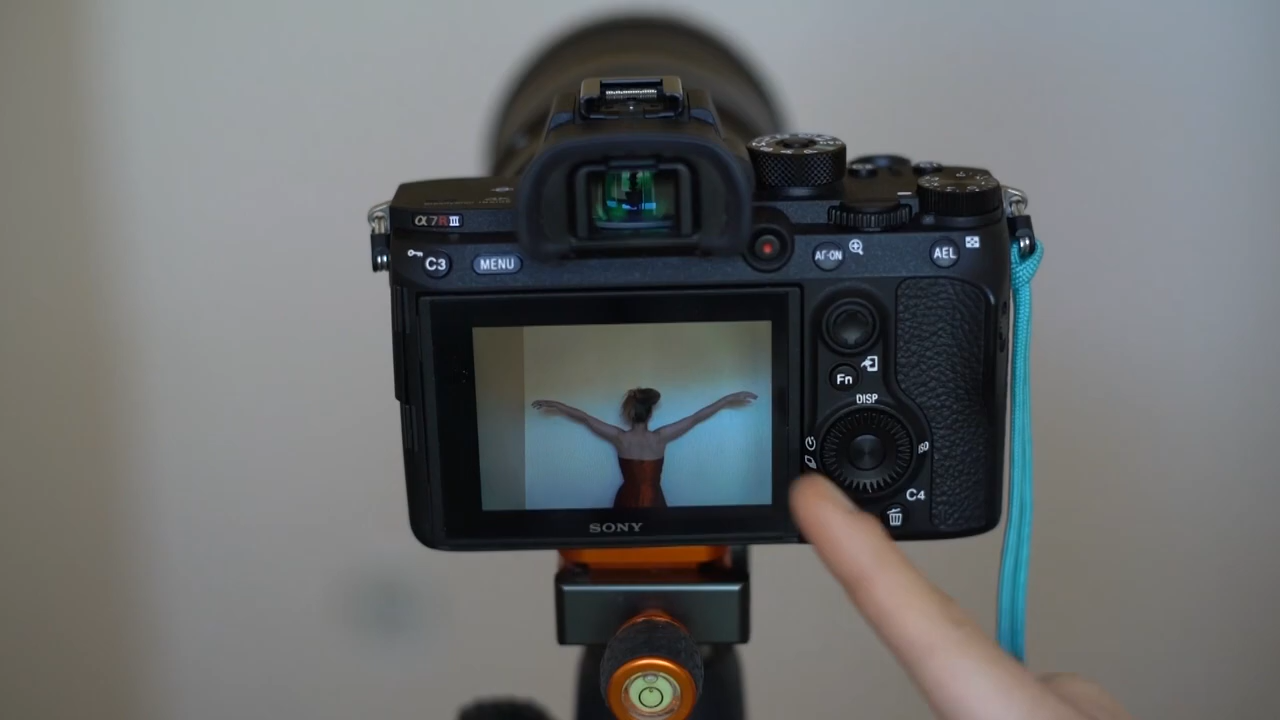 α7RIII
C3
MENU
AF-ON
AEL
Fn
DISP
ISO
C4
SONY